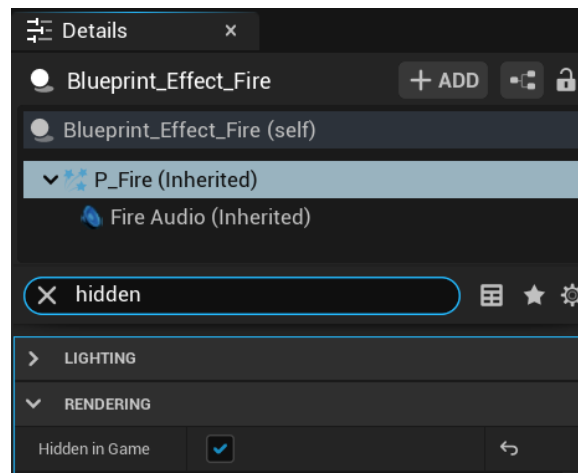 Details
Blueprint_Effect_Fire
+ ADD
Blueprint_Effect_Fire (self)
P_Fire (Inherited)
Fire Audio (Inherited)
hidden
LIGHTING
RENDERING
Hidden in Game